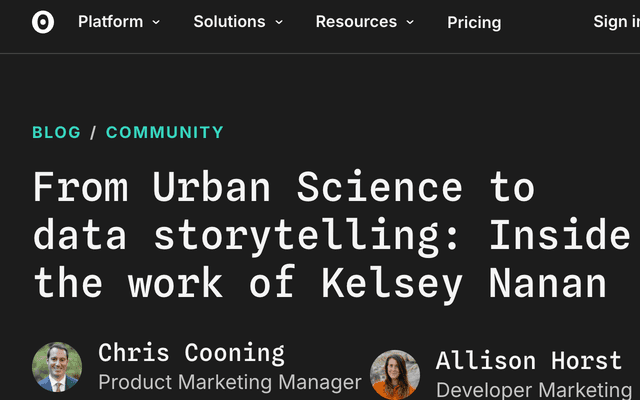 Platform Solutions Resources Pricing Sign in
BLOG / COMMUNITY
From Urban Science to
data storytelling: Inside
the work of Kelsey Nanan
Chris Cooning
Product Marketing Manager
Allison Horst
Developer Marketing